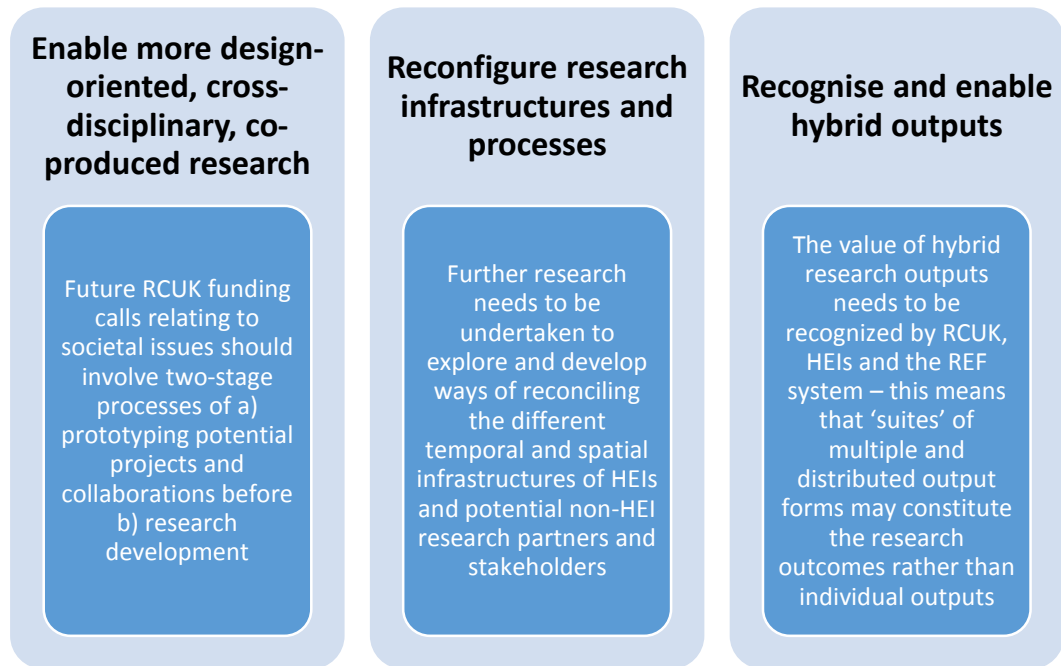 Enable more design-
oriented, cross-
disciplinary, co-
produced research
Future RCUK funding
calls relating to
societal issues should
involve two-stage
processes of a)
prototyping potential
projects and
collaborations before
b) research
development
Reconfigure research
infrastructures and
processes
Further research
needs to be
undertaken to
explore and develop
ways of reconciling
the different
temporal and spatial
infrastructures of HEIs
and potential non-HEI
research partners and
stakeholders
Recognise and enable
hybrid outputs
The value of hybrid
research outputs
needs to be
recognized by RCUK,
HEIs and the REF
system – this means
that ‘suites’ of
multiple and
distributed output
forms may constitute
the research
outcomes rather than
individual outputs